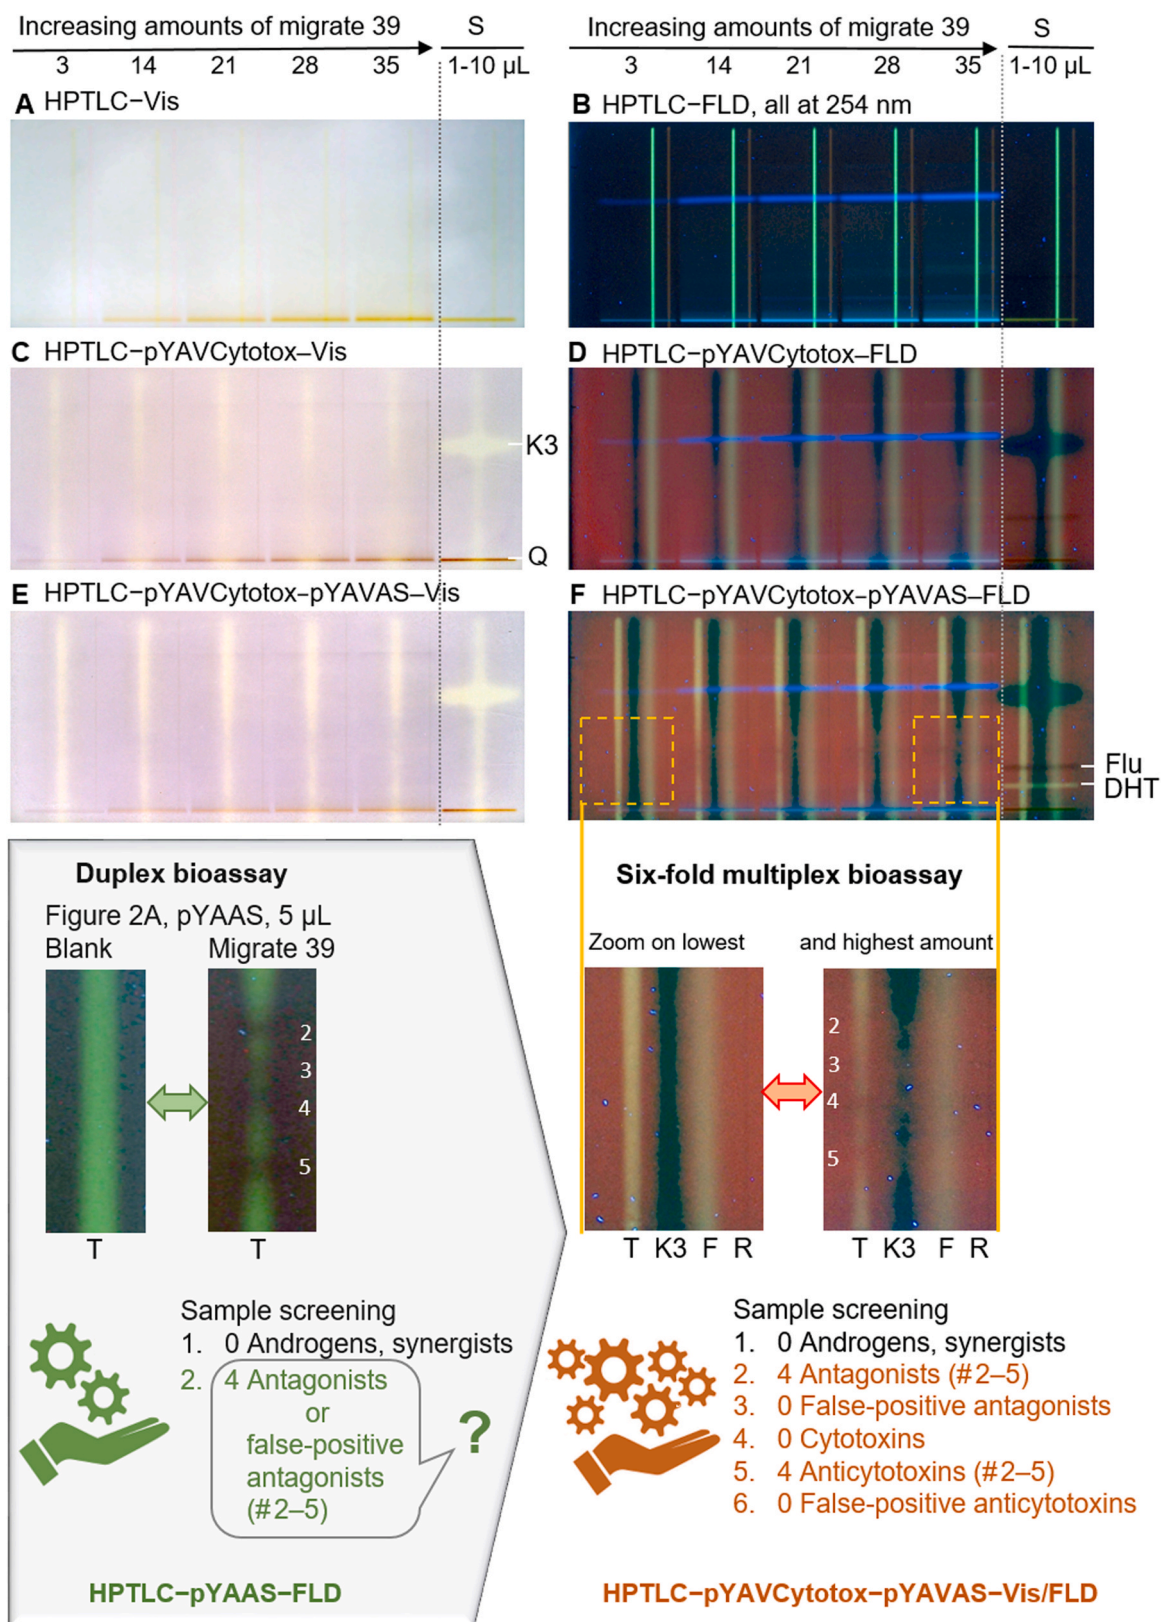 Increasing amounts of migrate 39 S
3 14 21 28 35 1-10 µL
A HPTLC−Vis
Increasing amounts of migrate 39 S
3 14 21 28 35 1-10 µL
B HPTLC−FLD, all at 254 nm
C HPTLC−pYAVCytotox–Vis
K3
Q
D HPTLC−pYAVCytotox–FLD
E HPTLC−pYAVCytotox-pYAVAS–Vis
F HPTLC−pYAVCytotox–pYAVAS–FLD
Flu
DHT
Duplex bioassay
Figure 2A, pYAAS, 5 µL
Blank Migrate 39
2
3
4
5
T T
Sample screening
1. 0 Androgens, synergists
2. 4 Antagonists
or
false-positive
antagonists
(#2–5)
?
HPTLC−pYAAS−FLD
Six-fold multiplex bioassay
Zoom on lowest and highest amount
2
3
4
5
T K3 F R T K3 F R
Sample screening
1. 0 Androgens, synergists
2. 4 Antagonists (#2–5)
3. 0 False-positive antagonists
4. 0 Cytotoxins
5. 4 Anticytotoxins (#2–5)
6. 0 False-positive anticytotoxins
HPTLC−pYAVCytotox−pYAVAS−Vis/FLD